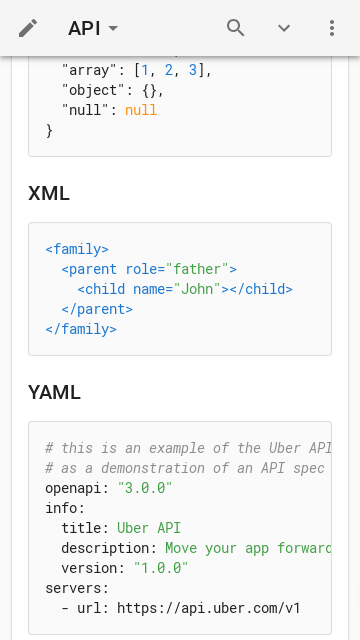 API
"array": [1, 2, 3],
"object": {},
"null": null
}
XML
<family>
<parent role="father">
<child name="John"></child>
</parent>
</family>
YAML
# this is an example of the Uber API
# as a demonstration of an API spec
openapi: "3.0.0"
info:
title: Uber API
description: Move your app forward
version: "1.0.0"
servers:
- url: https://api.uber.com/v1